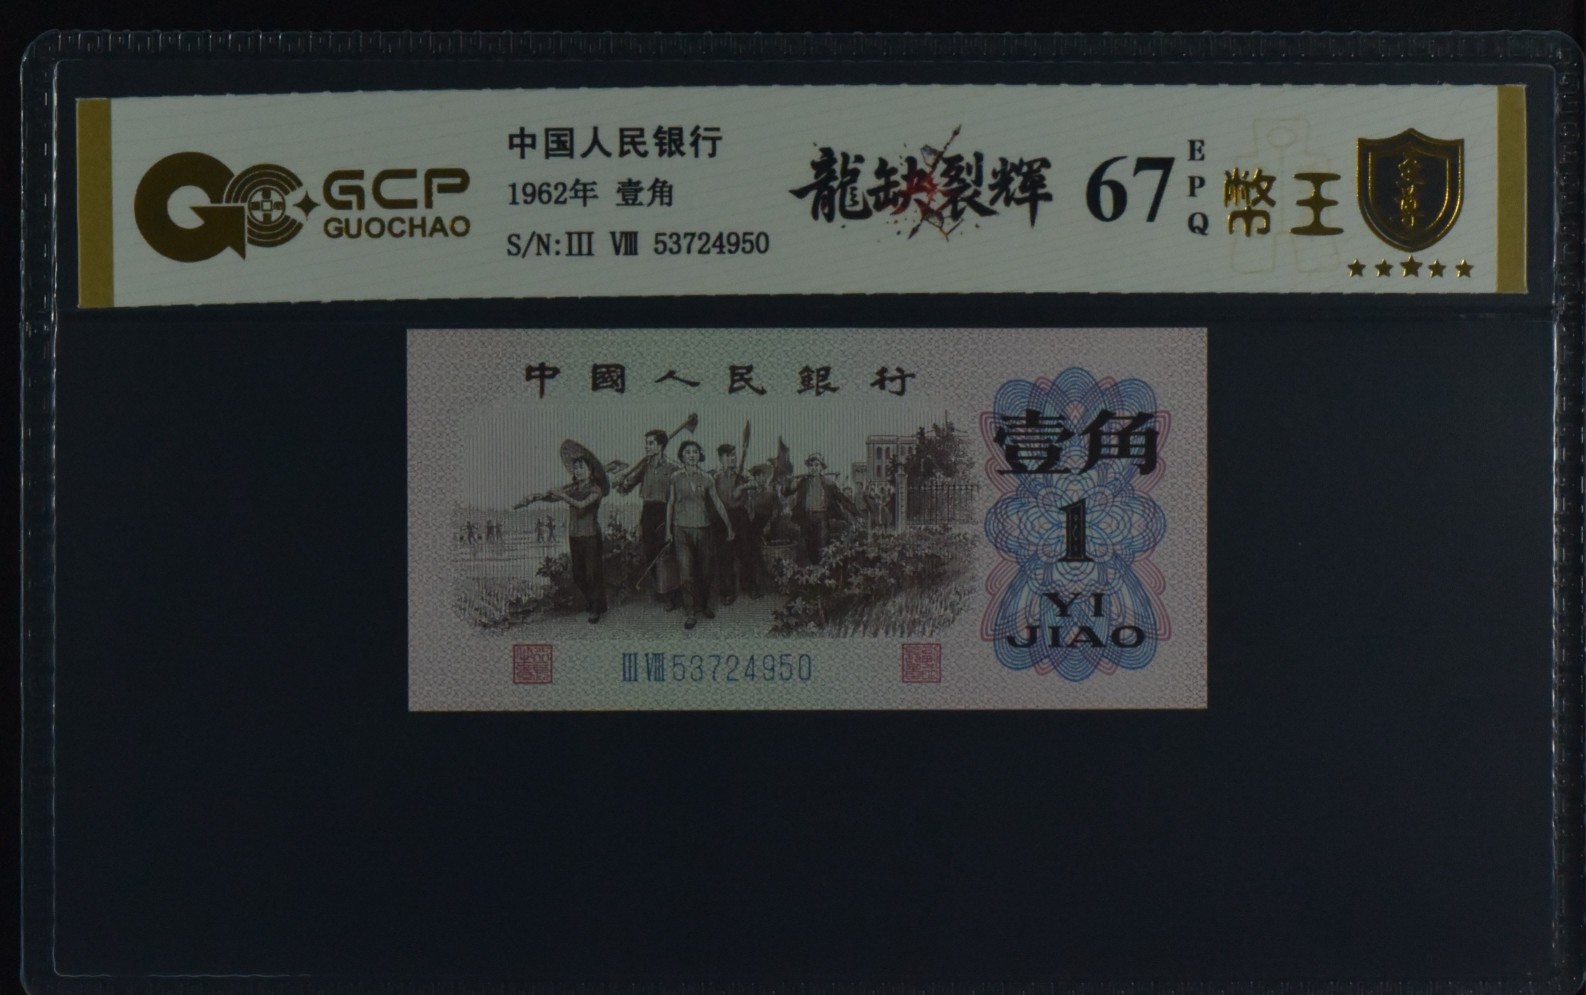 GCP
GUOCHAO
中国人民银行
1962年 壹角
S/N:III VIII 53724950
龍缺裂辉
67
EPQ
幣王
中國人民銀行
壹角
1
YI
JIAO
III VIII 53724950